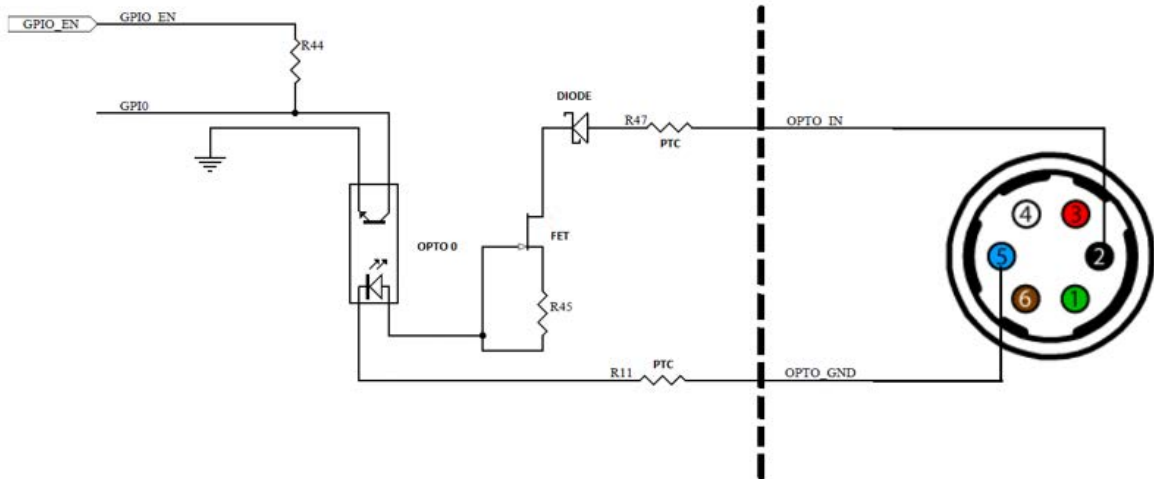 GPIO_EN
GPIO_EN
R44
GPI0
DIODE
R47
PTC
OPTO_IN
4
3
OPTO 0
FET
5
2
R45
6
1
PTC
R11
OPTO_GND